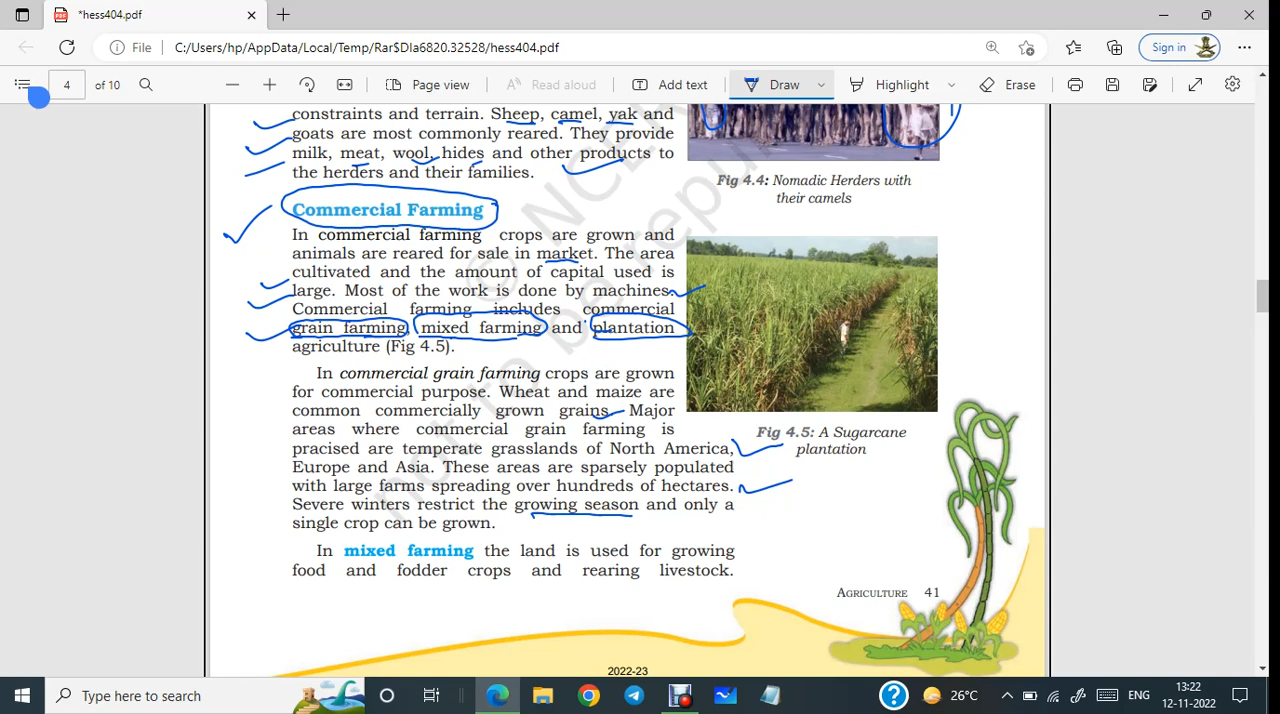 *hess404.pdf
File
C:/Users/hp/AppData/Local/Temp/Rar$DIa6820.32528/hess404.pdf
Sign in
4 of 10
Page view
Read aloud
Add text
Draw
Highlight
Erase
constraints and terrain. Sheep, camel, yak and
goats are most commonly reared. They provide
milk, meat, wool, hides and other products to
the herders and their families.
Fig 4.4: Nomadic Herders with
their camels
Commercial Farming
In commercial farming crops are grown and
animals are reared for sale in market. The area
cultivated and the amount of capital used is
large. Most of the work is done by machines.
Commercial farming includes commercial
grain farming, mixed farming and plantation
agriculture (Fig 4.5).
In commercial grain farming crops are grown
for commercial purpose. Wheat and maize are
common commercially grown grains. Major
areas where commercial grain farming is
practised are temperate grasslands of North America,
Europe and Asia. These areas are sparsely populated
with large farms spreading over hundreds of hectares.
Severe winters restrict the growing season and only a
single crop can be grown.
Fig 4.5: A Sugarcane
plantation
In mixed farming the land is used for growing
food and fodder crops and rearing livestock.
AGRICULTURE 41
2022-23
© NCER
not to be repu
Type here to search
26°C
ENG
13:22
12-11-2022